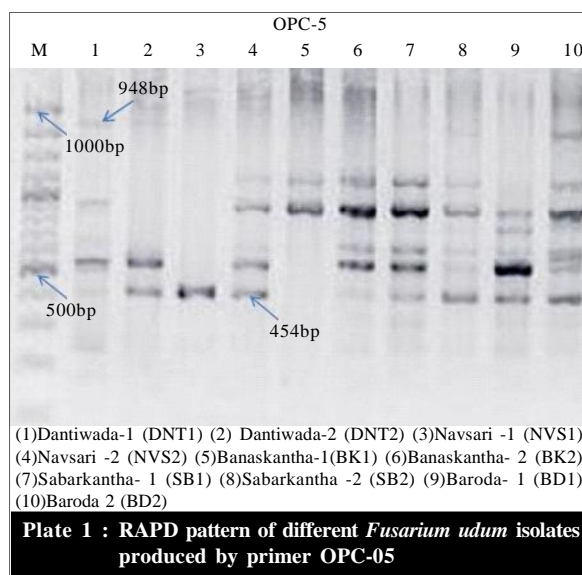 OPC-5
M 1 2 3 4 5 6 7 8 9 10
948bp
1000bp
500bp
454bp
(1)Dantiwada-1 (DNT1) (2) Dantiwada-2 (DNT2) (3)Navsari -1 (NVS1)
(4)Navsari -2 (NVS2) (5)Banaskantha-1(BK1) (6)Banaskantha- 2 (BK2)
(7)Sabarkantha- 1 (SB1) (8)Sabarkantha -2 (SB2) (9)Baroda- 1 (BD1)
(10)Baroda 2 (BD2)
Plate 1 : RAPD pattern of different Fusarium udum isolates
produced by primer OPC-05